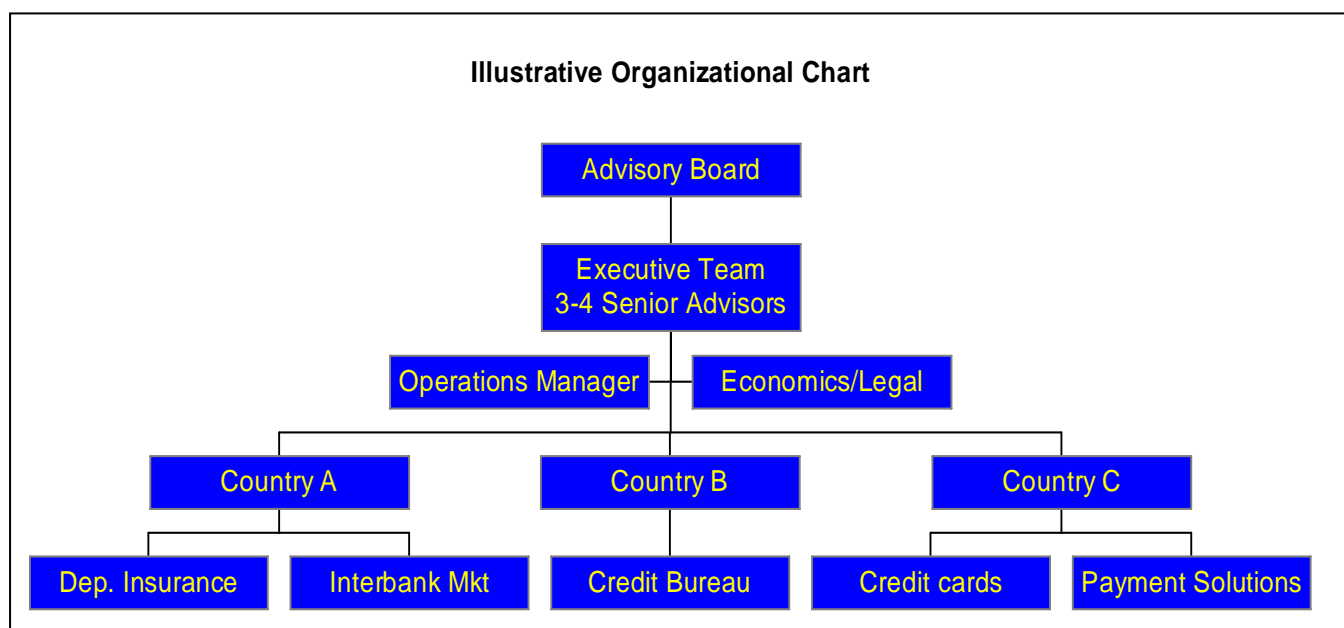 Illustrative Organizational Chart
Advisory Board
Executive Team
3-4 Senior Advisors
Operations Manager
Economics/Legal
Country A
Country B
Country C
Dep. Insurance
Interbank Mkt
Credit Bureau
Credit cards
Payment Solutions